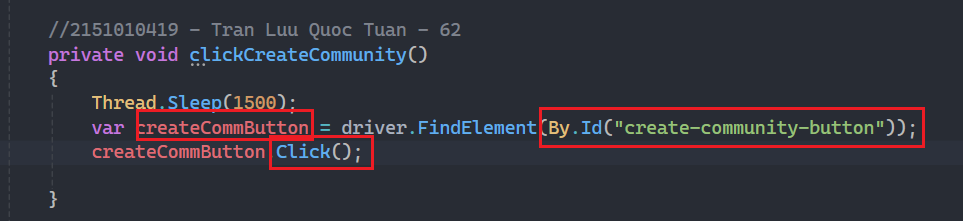 //2151010419 - Tran Luu Quoc Tuan - 62
private void clickCreateCommunity()
{
Thread.Sleep(1500);
var createCommButton = driver.FindElement(By.Id("create-community-button"));
createCommButton.Click();
}